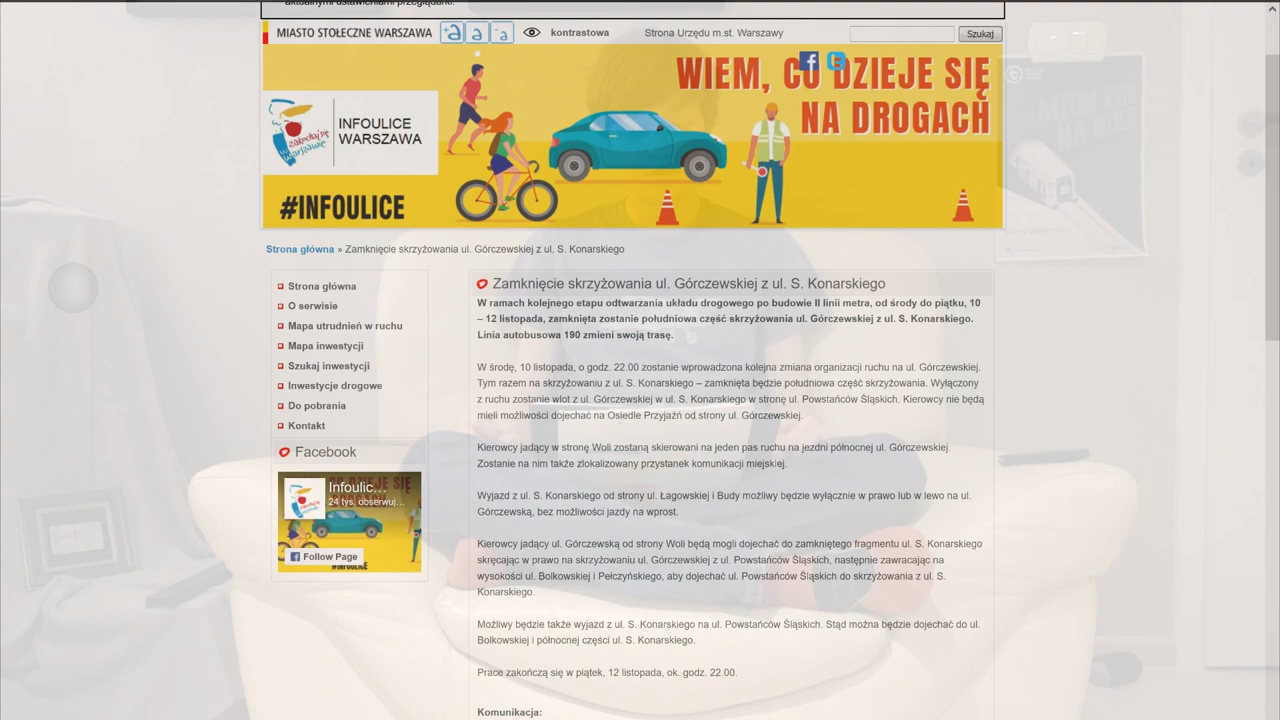 aktualnymi ustawieniami przeglądarki.
MIASTO STOŁECZNE WARSZAWA +a a -a kontrastowa Strona Urzędu m.st. Warszawy Szukaj
WIEM, CO DZIEJE SIĘ
NA DROGACH
zakochaj się
w warszawie
INFOULICE
WARSZAWA
#INFOULICE
Strona główna » Zamknięcie skrzyżowania ul. Górczewskiej z ul. S. Konarskiego
Strona główna
O serwisie
Mapa utrudnień w ruchu
Mapa inwestycji
Szukaj inwestycji
Inwestycje drogowe
Do pobrania
Kontakt
Facebook
Infoulic...
24 tys. obserwuj...
Follow Page
#INFOULICE
Zamknięcie skrzyżowania ul. Górczewskiej z ul. S. Konarskiego
W ramach kolejnego etapu odtwarzania układu drogowego po budowie II linii metra, od środy do piątku, 10
– 12 listopada, zamknięta zostanie południowa część skrzyżowania ul. Górczewskiej z ul. S. Konarskiego.
Linia autobusowa 190 zmieni swoją trasę.
W środę, 10 listopada, o godz. 22.00 zostanie wprowadzona kolejna zmiana organizacji ruchu na ul. Górczewskiej.
Tym razem na skrzyżowaniu z ul. S. Konarskiego – zamknięta będzie południowa część skrzyżowania. Wyłączony
z ruchu zostanie wlot z ul. Górczewskiej w ul. S. Konarskiego w stronę ul. Powstańców Śląskich. Kierowcy nie będą
mieli możliwości dojechać na Osiedle Przyjaźń od strony ul. Górczewskiej.
Kierowcy jadący w stronę Woli zostaną skierowani na jeden pas ruchu na jezdni północnej ul. Górczewskiej.
Zostanie na nim także zlokalizowany przystanek komunikacji miejskiej.
Wyjazd z ul. S. Konarskiego od strony ul. Łagowskiej i Budy możliwy będzie wyłącznie w prawo lub w lewo na ul.
Górczewską, bez możliwości jazdy na wprost.
Kierowcy jadący ul. Górczewską od strony Woli będą mogli dojechać do zamkniętego fragmentu ul. S. Konarskiego
skręcając w prawo na skrzyżowaniu ul. Górczewskiej z ul. Powstańców Śląskich, następnie zawracając na
wysokości ul. Bolkowskiej i Pełczyńskiego, aby dojechać ul. Powstańców Śląskich do skrzyżowania z ul. S.
Konarskiego.
Możliwy będzie także wyjazd z ul. S. Konarskiego na ul. Powstańców Śląskich. Stąd można będzie dojechać do ul.
Bolkowskiej i północnej części ul. S. Konarskiego.
Prace zakończą się w piątek, 12 listopada, ok. godz. 22.00.
Komunikacja: